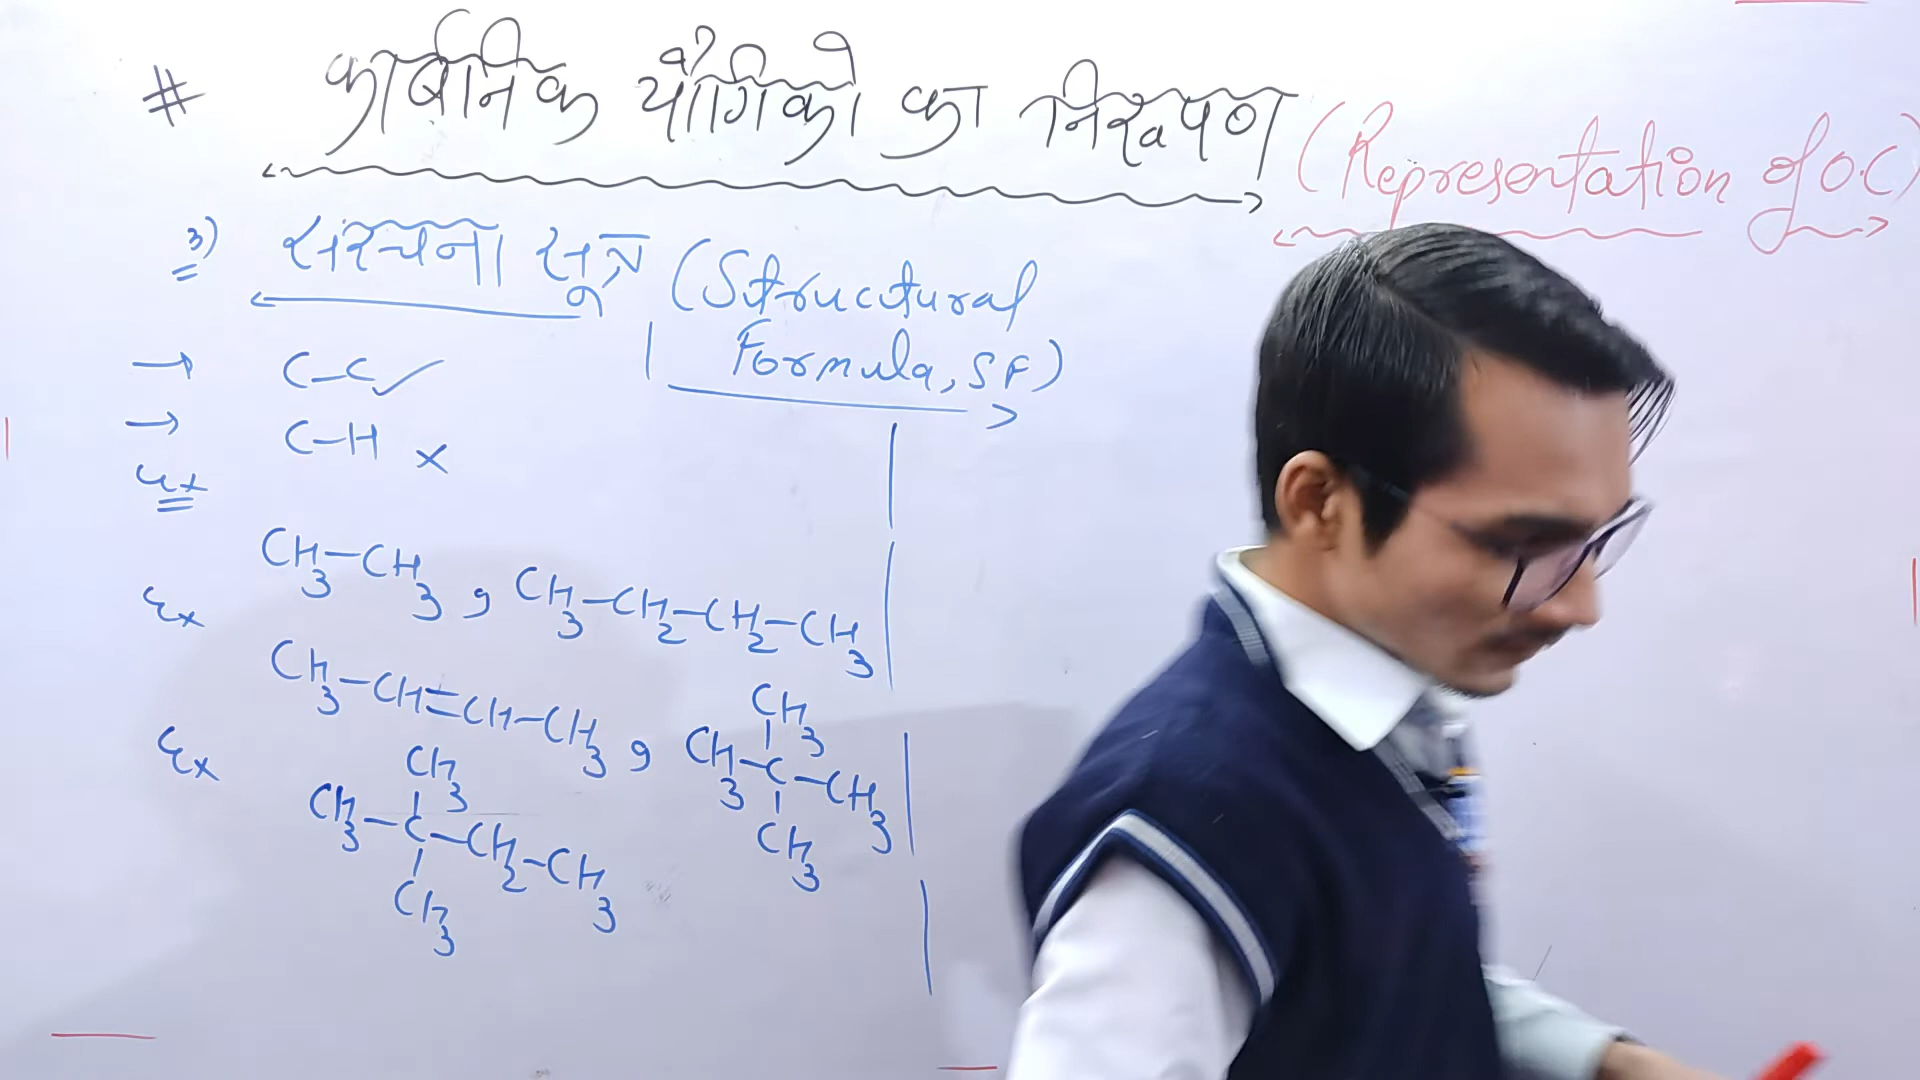 # कार्बनिक यौगिकों का निरूपण (Representation of O.C)
3) संरचना सूत्र (Structural
Formula, SF)
→ C-C ✓
→ C-H ×
Ex
CH3-CH3 , CH3-CH2-CH2-CH3
Ex
CH3-CH=CH-CH3 ,
CH3
CH3-C-CH3
CH3
Ex
CH3
CH3-C-CH2-CH3
CH3